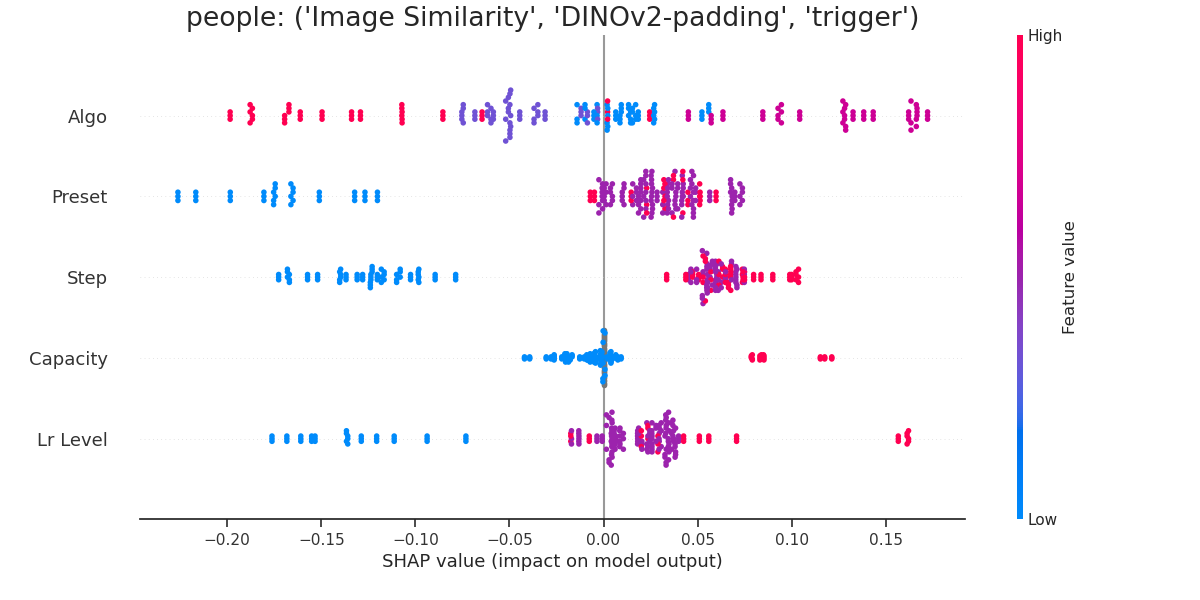 people: ('Image Similarity', 'DINOv2-padding', 'trigger')
High
Algo
Preset
Step
Capacity
Lr Level
Feature value
Low
−0.20 −0.15 −0.10 −0.05 0.00 0.05 0.10 0.15
SHAP value (impact on model output)